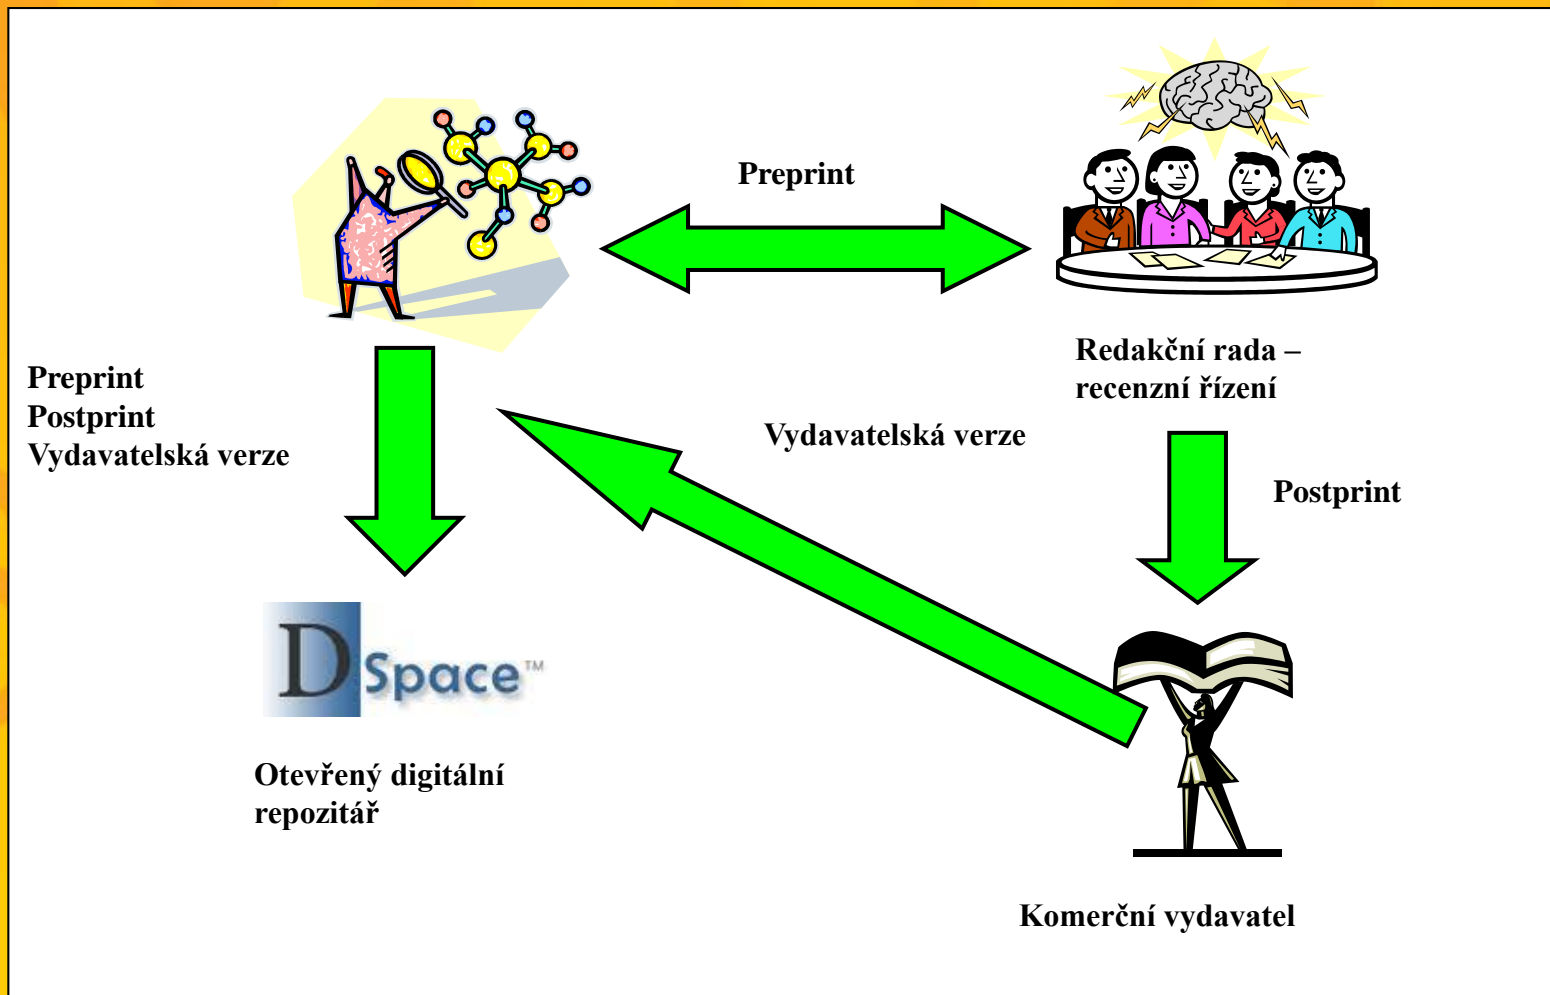 Preprint
Redakční rada –
recenzní řízení
Preprint
Postprint
Vydavatelská verze
Vydavatelská verze
Postprint
DSpace™
Otevřený digitální
repozitář
Komerční vydavatel